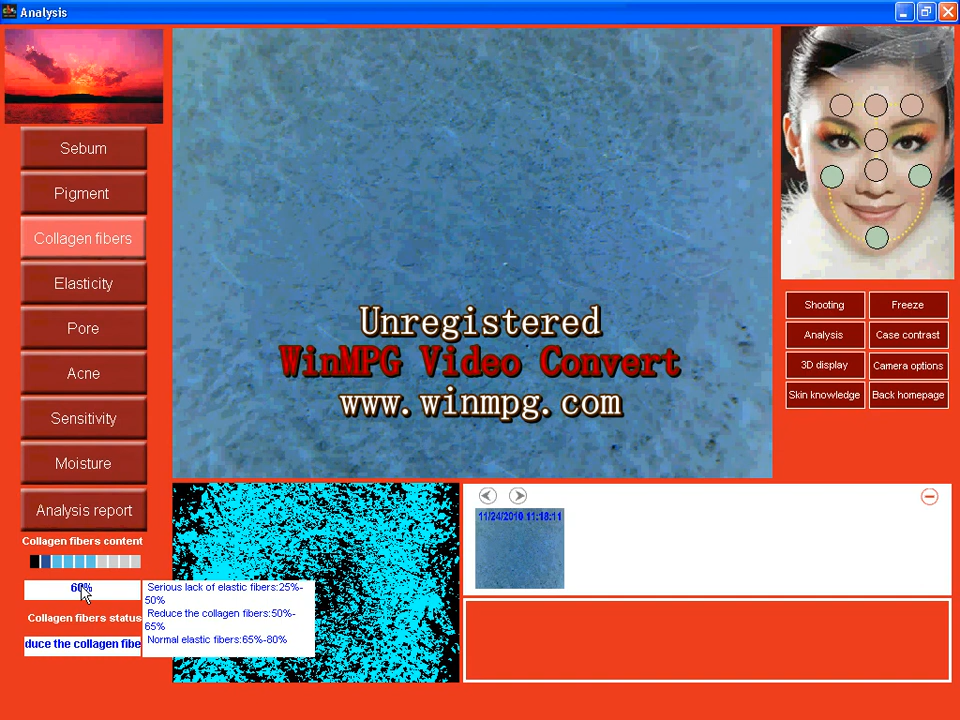 Analysis
Sebum
Pigment
Collagen fibers
Elasticity
Pore
Acne
Sensitivity
Moisture
Analysis report
Collagen fibers content
60%
Collagen fibers status
duce the collagen fibe
Serious lack of elastic fibers:25%-
50%
Reduce the collagen fibers:50%-
65%
Normal elastic fibers:65%-80%
Unregistered
WinMPG Video Convert
www.winmpg.com
11/24/2010 11:18:11
Shooting
Freeze
Analysis
Case contrast
3D display
Camera options
Skin knowledge
Back homepage